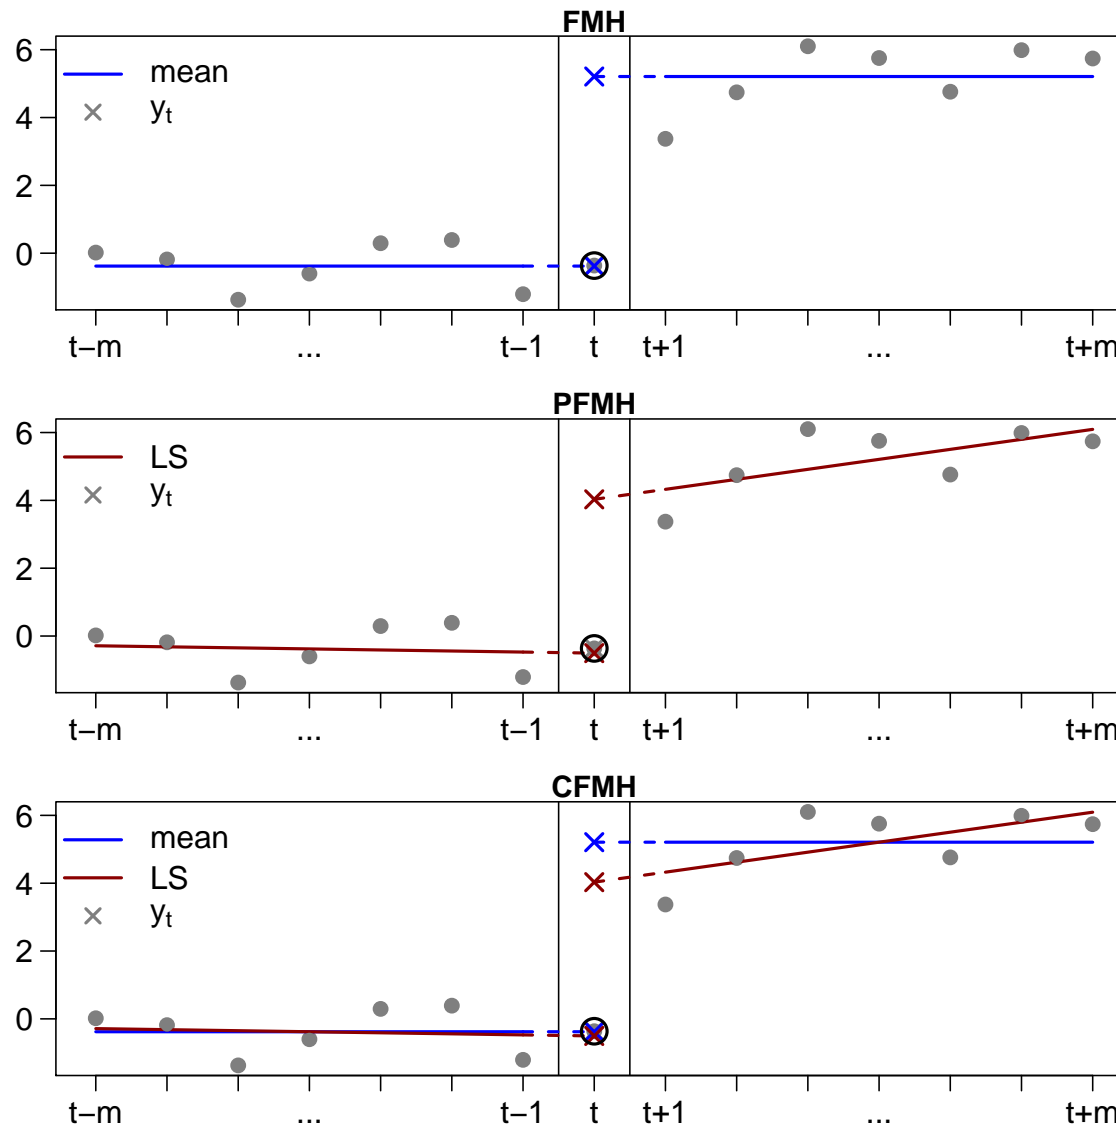 FMH
6
4
2
0
mean
yₜ
t−m ... t−1 t t+1 ... t+m
PFMH
6
4
2
0
LS
yₜ
t−m ... t−1 t t+1 ... t+m
CFMH
6
4
2
0
mean
LS
yₜ
t−m ... t−1 t t+1 ... t+m